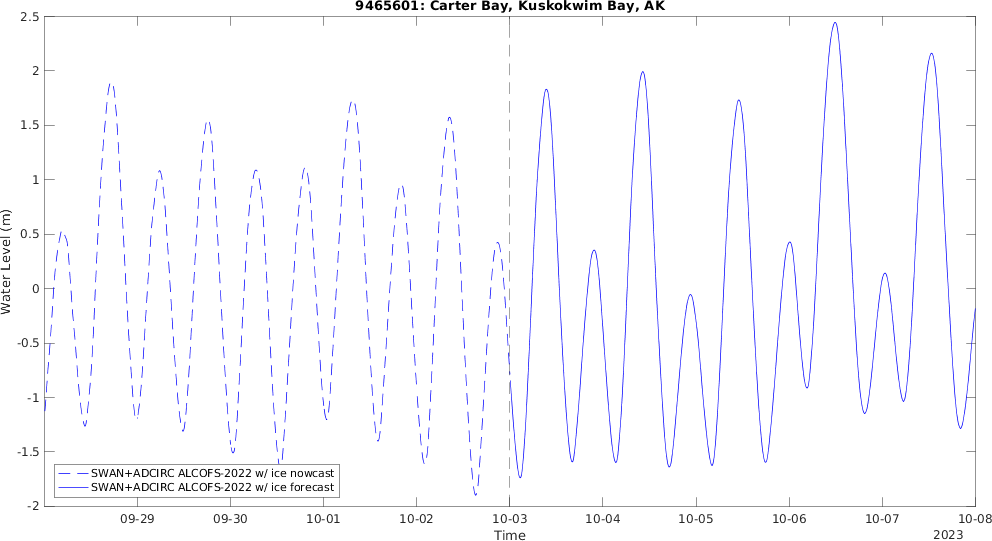 9465601: Carter Bay, Kuskokwim Bay, AK
2.5
2
1.5
1
0.5
0
-0.5
-1
-1.5
-2
Water Level (m)
SWAN+ADCIRC ALCOFS-2022 w/ ice nowcast
SWAN+ADCIRC ALCOFS-2022 w/ ice forecast
09-29 09-30 10-01 10-02 10-03 10-04 10-05 10-06 10-07 10-08
Time
2023